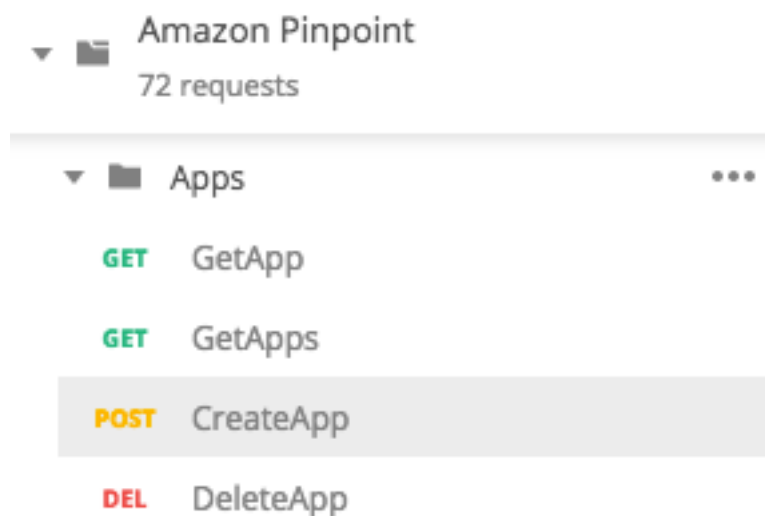 Amazon Pinpoint
72 requests
Apps
GET GetApp
GET GetApps
POST CreateApp
DEL DeleteApp